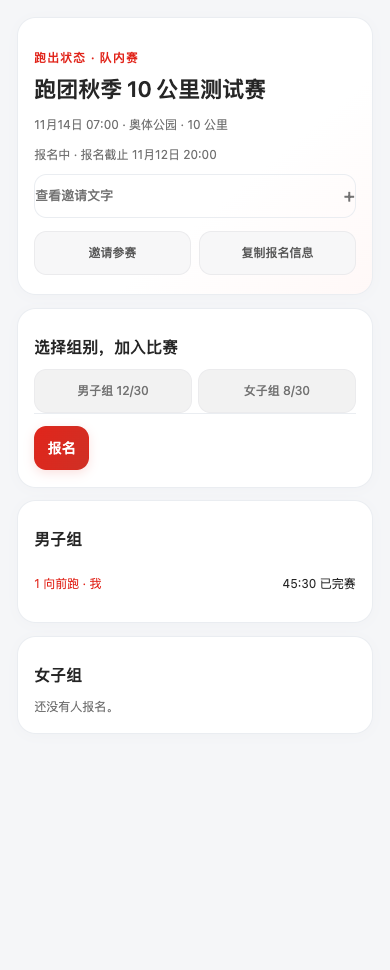 跑出状态 · 队内赛
跑团秋季 10 公里测试赛
11月14日 07:00 · 奥体公园 · 10 公里
报名中 · 报名截止 11月12日 20:00
查看邀请文字 +
邀请参赛 复制报名信息
选择组别，加入比赛
男子组 12/30 女子组 8/30
报名
男子组
1 向前跑 · 我 45:30 已完赛
女子组
还没有人报名。